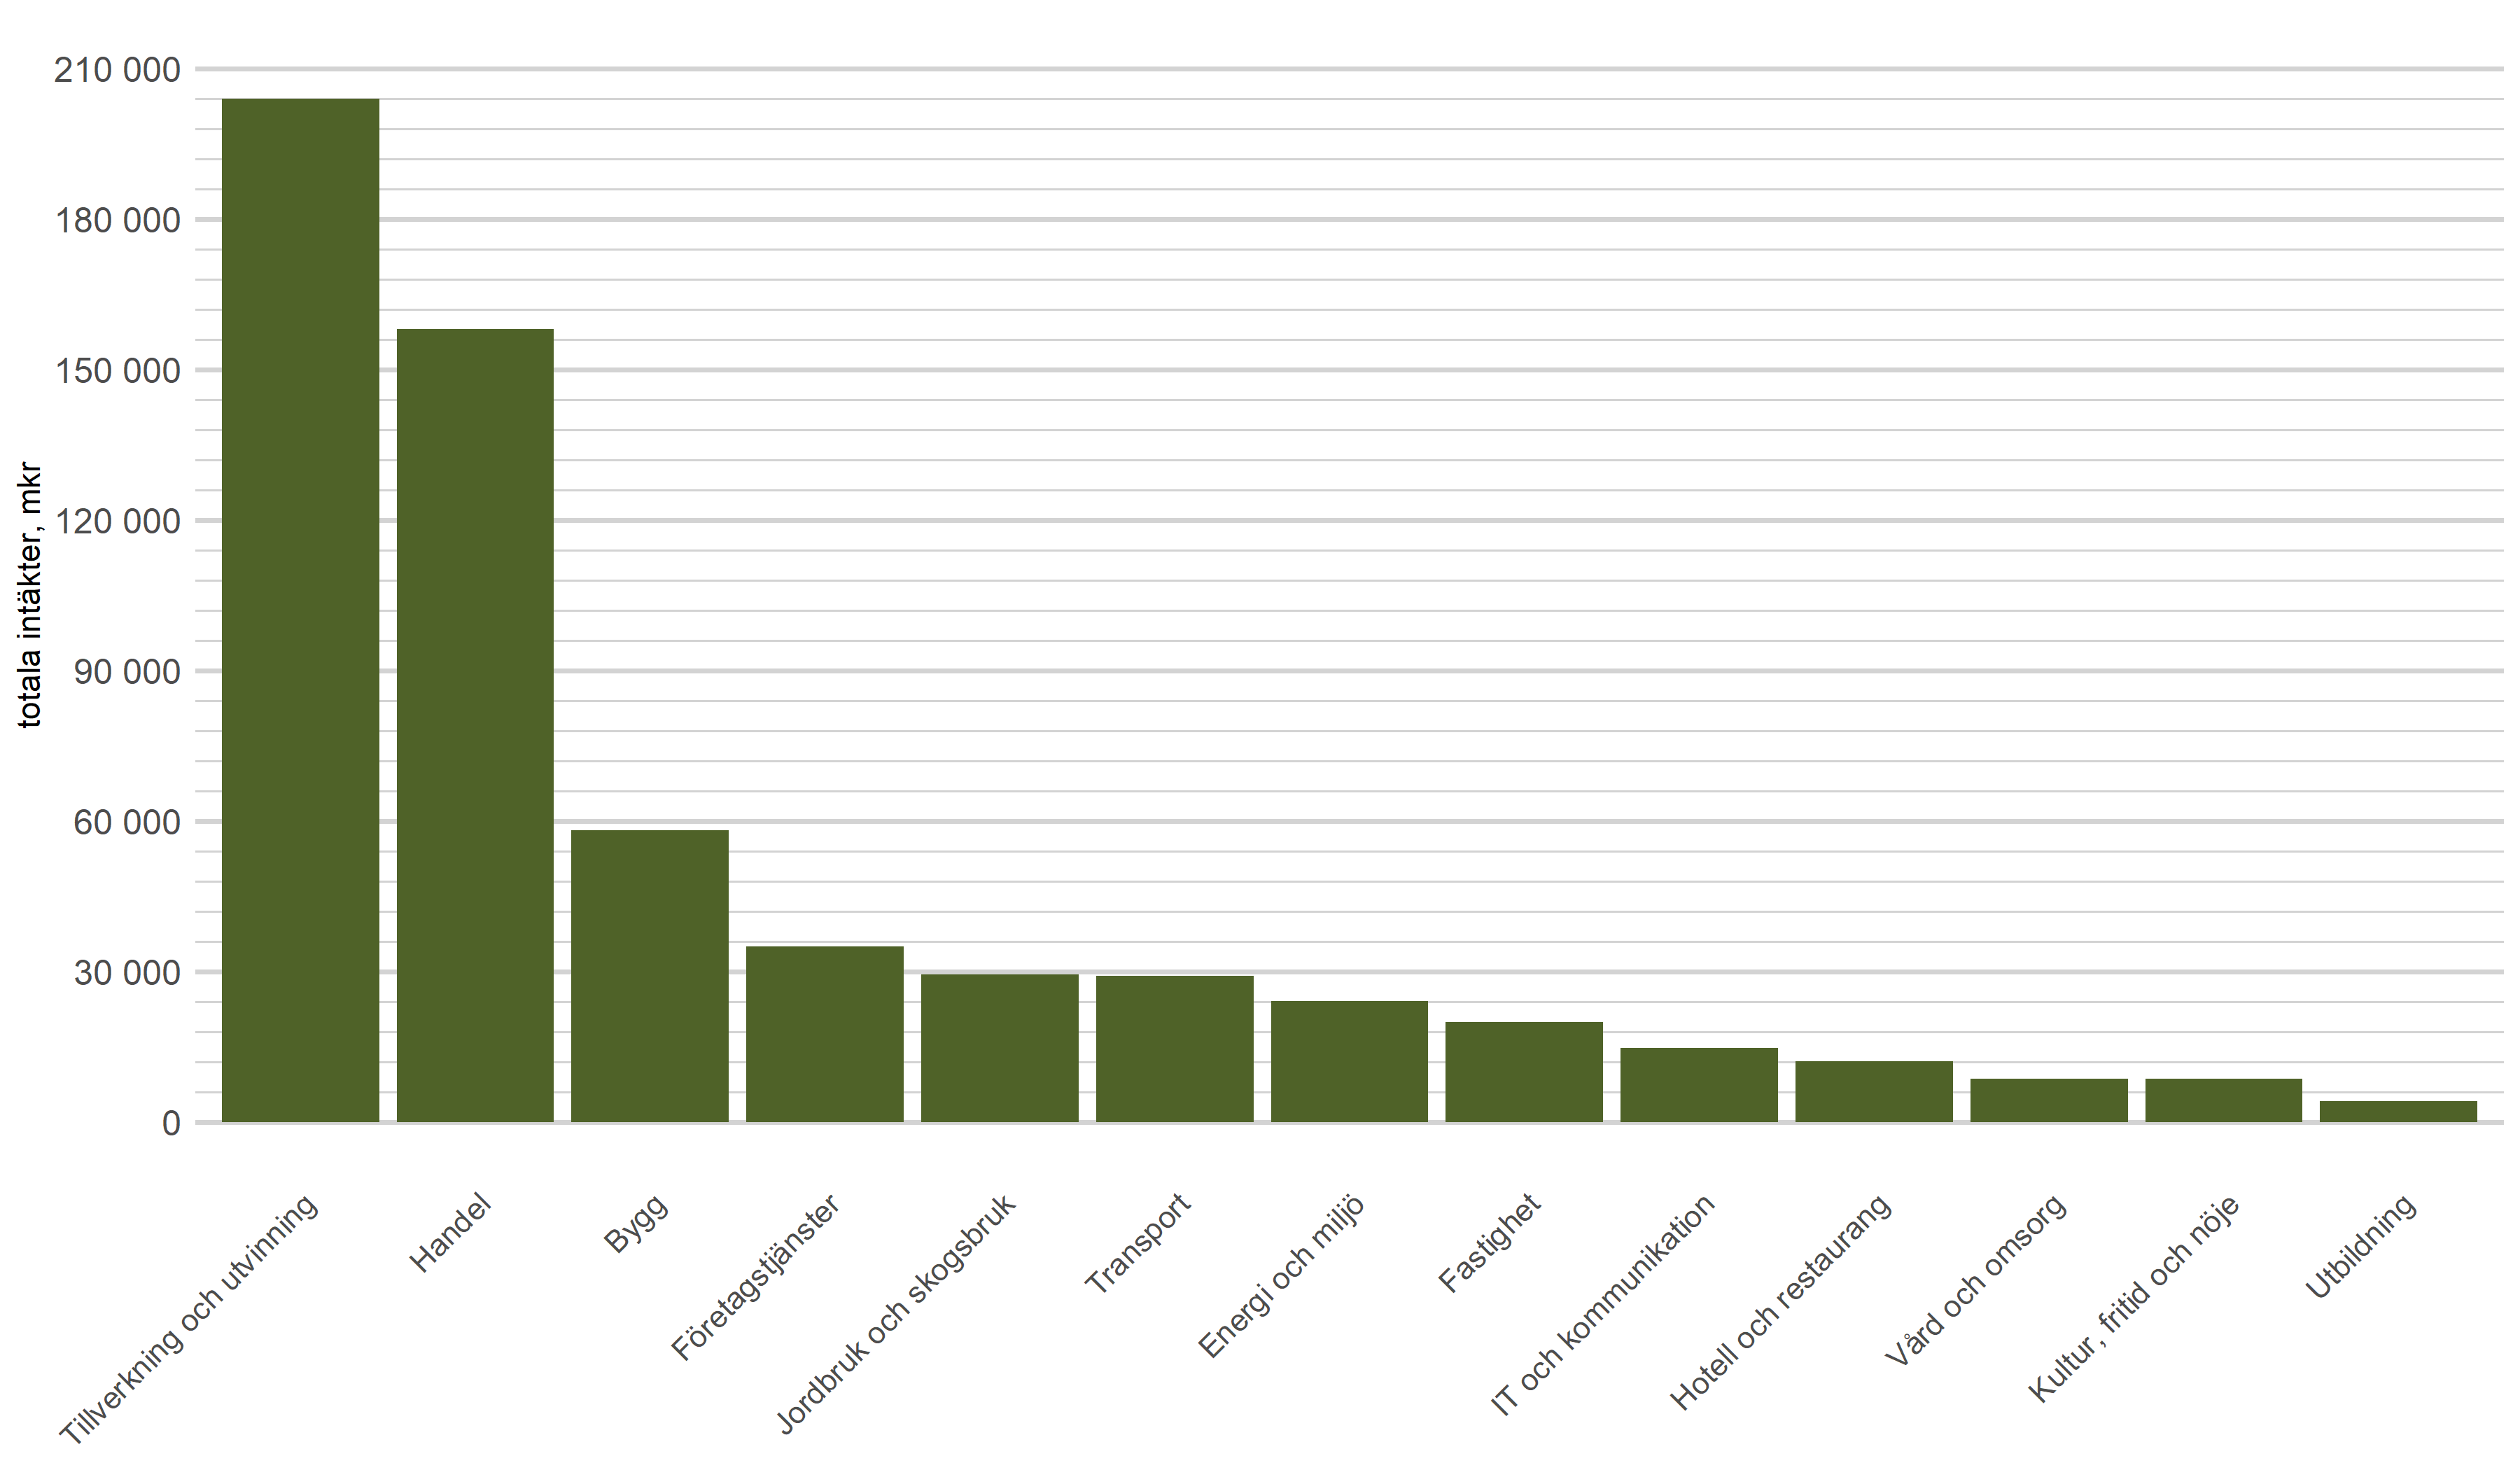 210 000
180 000
150 000
120 000
90 000
60 000
30 000
0
totala intäkter, mkr
Tillverkning och utvinning
Handel
Bygg
Företagstjänster
Jordbruk och skogsbruk
Transport
Energi och miljö
Fastighet
IT och kommunikation
Hotell och restaurang
Vård och omsorg
Kultur, fritid och nöje
Utbildning